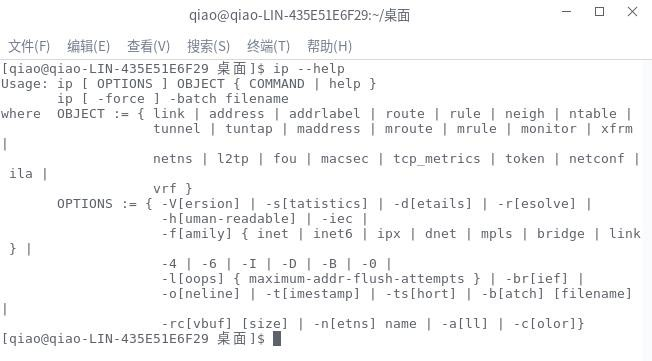 qiao@qiao-LIN-435E51E6F29:~/桌面
文件(F) 编辑(E) 查看(V) 搜索(S) 终端(T) 帮助(H)
[qiao@qiao-LIN-435E51E6F29 桌面]$ ip --help
Usage: ip [ OPTIONS ] OBJECT { COMMAND | help }
       ip [ -force ] -batch filename
where  OBJECT := { link | address | addrlabel | route | rule | neigh | ntable |
                   tunnel | tuntap | maddress | mroute | mrule | monitor | xfrm
|
                   netns | l2tp | fou | macsec | tcp_metrics | token | netconf |
 ila |
                   vrf }
       OPTIONS := { -V[ersion] | -s[tatistics] | -d[etails] | -r[esolve] |
                    -h[uman-readable] | -iec |
                    -f[amily] { inet | inet6 | ipx | dnet | mpls | bridge | link
 } |
                    -4 | -6 | -I | -D | -B | -0 |
                    -l[oops] { maximum-addr-flush-attempts } | -br[ief] |
                    -o[neline] | -t[imestamp] | -ts[hort] | -b[atch] [filename]
|
                    -rc[vbuf] [size] | -n[etns] name | -a[ll] | -c[olor]}
[qiao@qiao-LIN-435E51E6F29 桌面]$